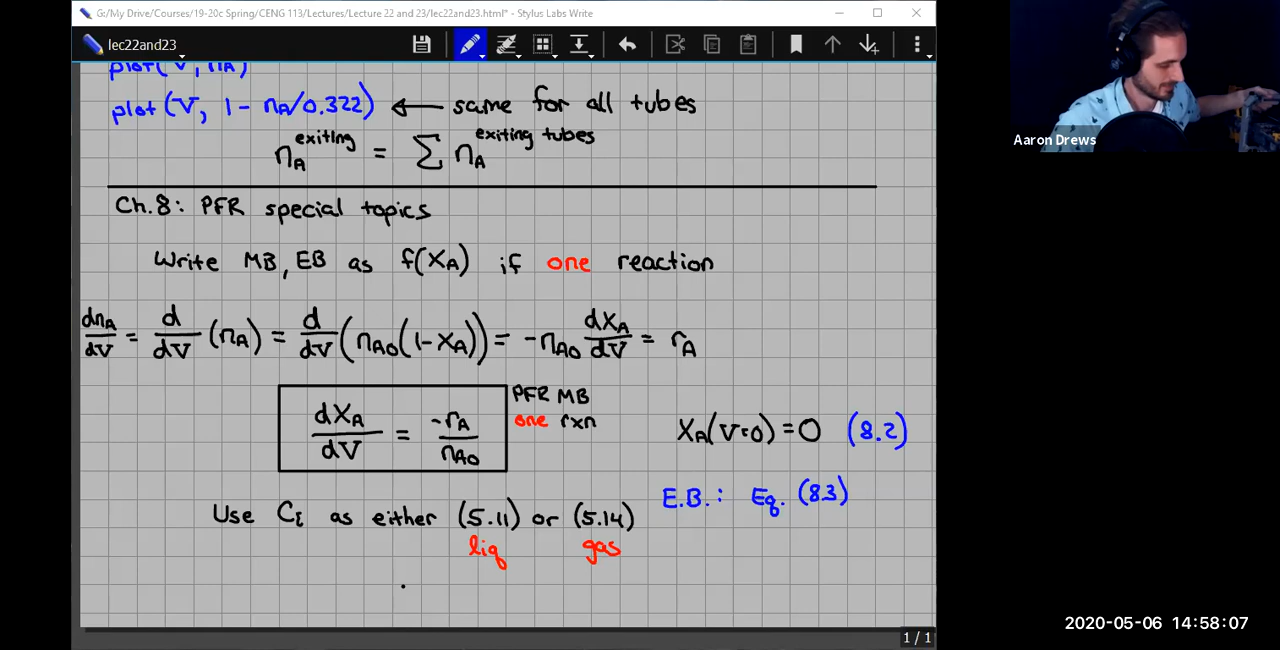 G:/My Drive/Courses/19-20c Spring/CENG 113/Lectures/Lecture 22 and 23/lec22and23.html* - Stylus Labs Write
lec22and23
plot(V, nA)
plot(V, 1 - nA/0.322) ← same for all tubes
nA^exiting = Σ nA^exiting tubes
Ch.8: PFR special topics
Write MB, EB as f(XA) if one reaction
dnA/dV = d/dV (nA) = d/dV (nA0(1-XA)) = -nA0 dXA/dV = rA
dXA/dV = -rA/nA0
PFR MB
one rxn
XA(V=0) = 0 (8.2)
E.B.: Eq. (8.3)
Use Ci as either (5.11) or (5.14)
liq gas
1 / 1
Aaron Drews
2020-05-06 14:58:07